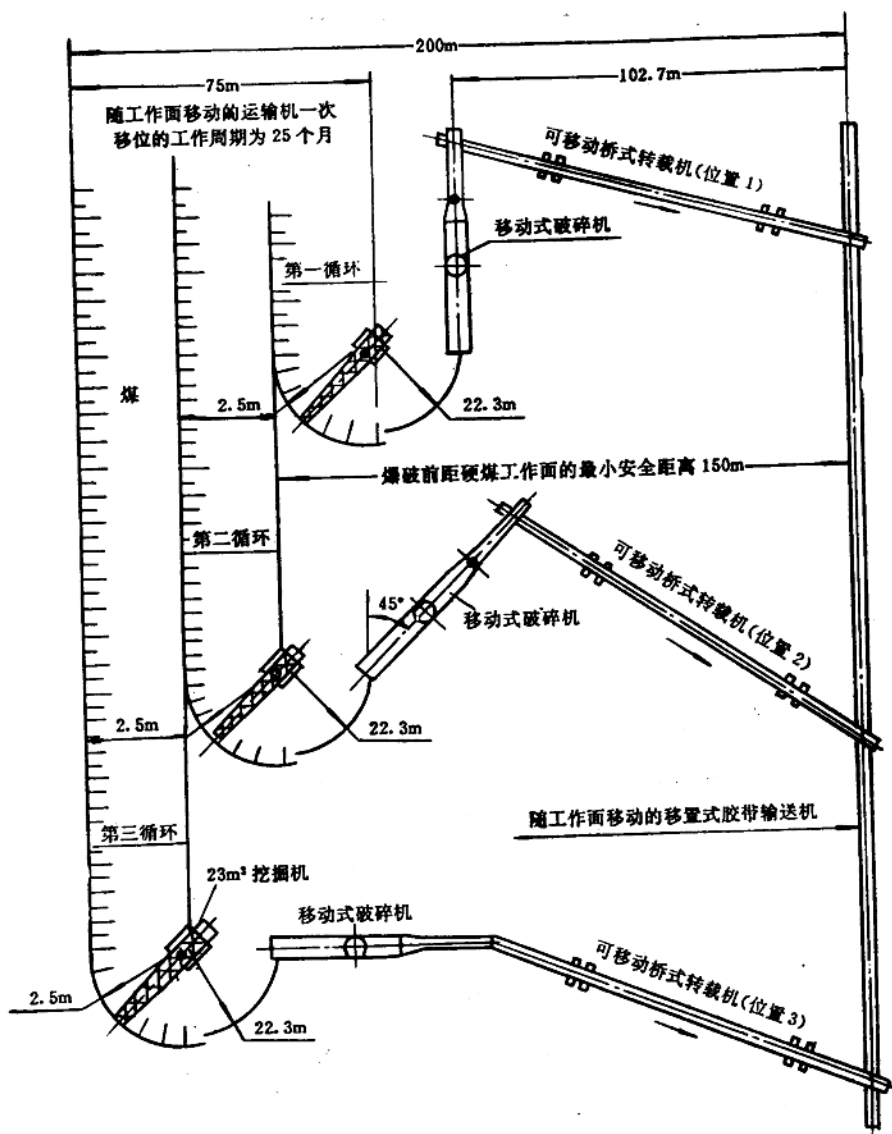 200m
75m
102.7m
随工作面移动的运输机一次
移位的工作周期为 25 个月
可移动桥式转载机(位置 1)
移动式破碎机
第一循环
煤
2.5m
22.3m
爆破前距硬煤工作面的最小安全距离 150m
第二循环
45°
移动式破碎机
可移动桥式转载机(位置 2)
2.5m
22.3m
随工作面移动的移置式胶带输送机
第三循环
23m³ 挖掘机
移动式破碎机
可移动桥式转载机(位置 3)
2.5m
22.3m